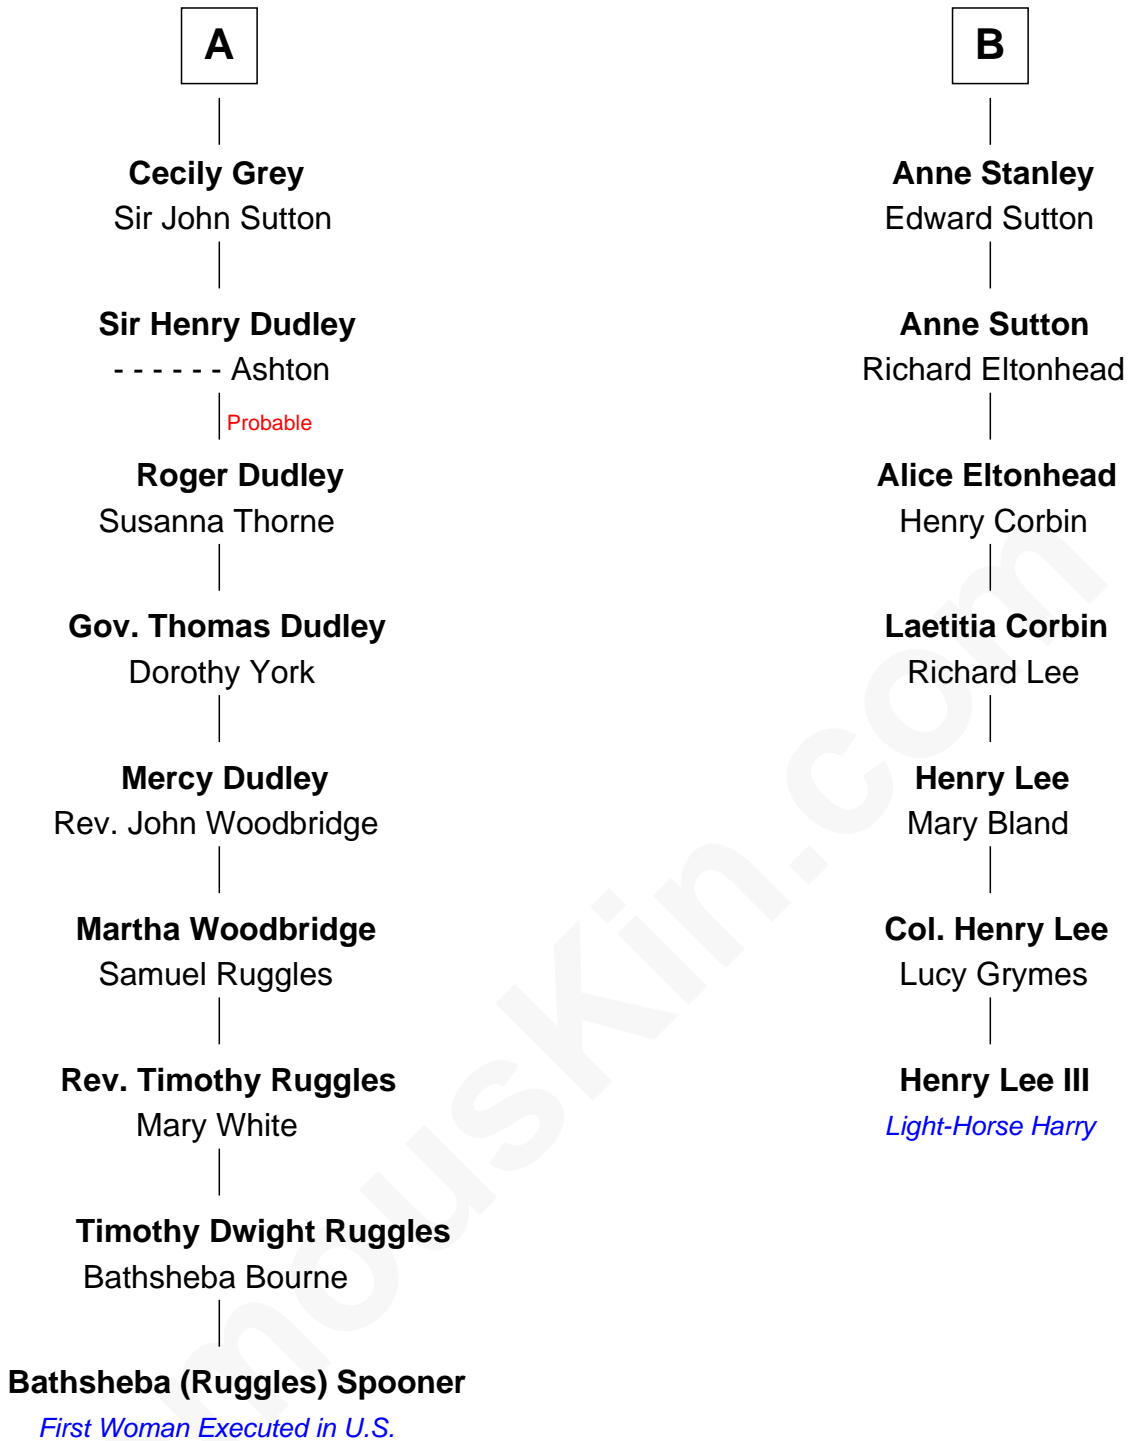 A
Cecily Grey
Sir John Sutton
Sir Henry Dudley
- - - - - - Ashton
Probable
Roger Dudley
Susanna Thorne
Gov. Thomas Dudley
Dorothy York
Mercy Dudley
Rev. John Woodbridge
Martha Woodbridge
Samuel Ruggles
Rev. Timothy Ruggles
Mary White
Timothy Dwight Ruggles
Bathsheba Bourne
Bathsheba (Ruggles) Spooner
First Woman Executed in U.S.
B
Anne Stanley
Edward Sutton
Anne Sutton
Richard Eltonhead
Alice Eltonhead
Henry Corbin
Laetitia Corbin
Richard Lee
Henry Lee
Mary Bland
Col. Henry Lee
Lucy Grymes
Henry Lee III
Light-Horse Harry
mousKin.com